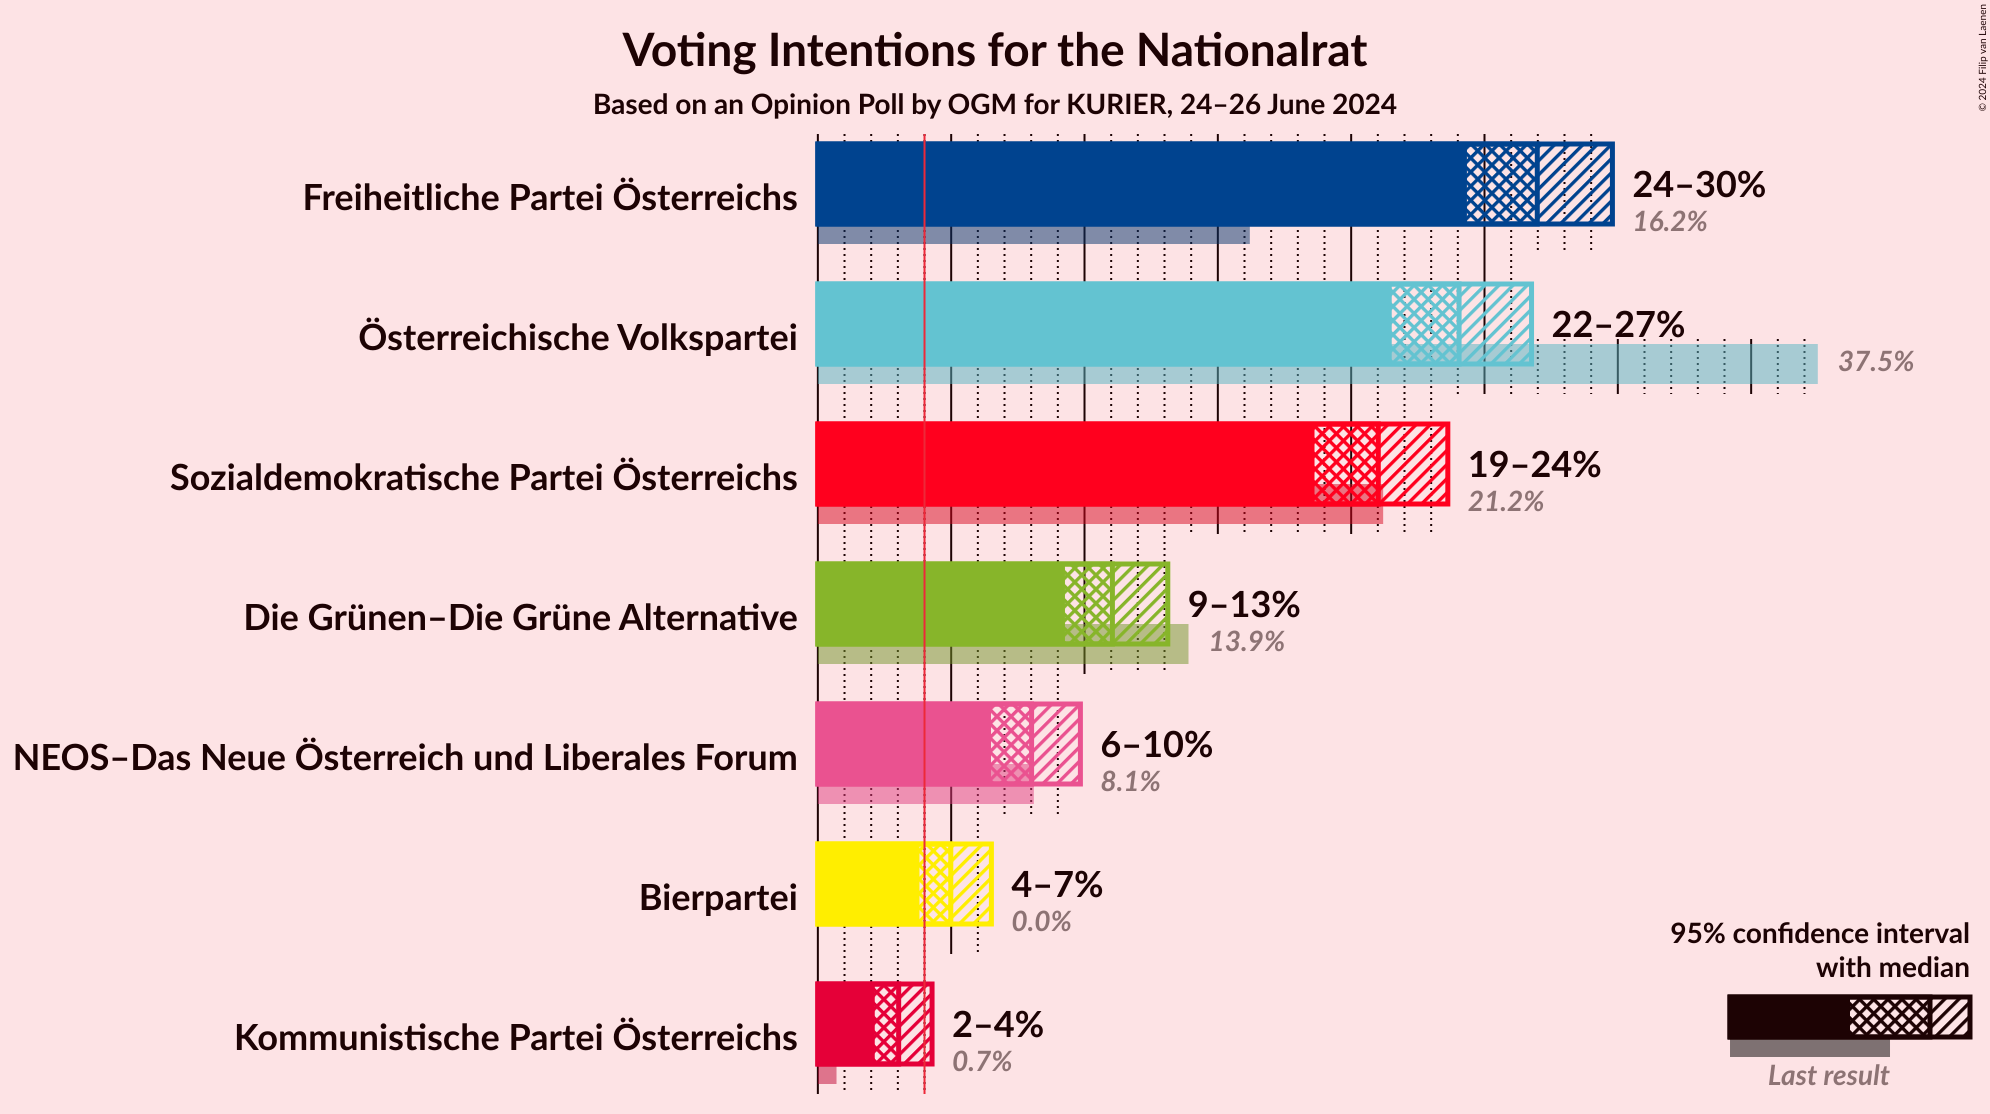 Voting Intentions for the Nationalrat
Based on an Opinion Poll by OGM for KURIER, 24–26 June 2024
© 2024 Filip van Laenen
Freiheitliche Partei Österreichs
24–30%
16.2%
Österreichische Volkspartei
22–27%
37.5%
Sozialdemokratische Partei Österreichs
19–24%
21.2%
Die Grünen–Die Grüne Alternative
9–13%
13.9%
NEOS–Das Neue Österreich und Liberales Forum
6–10%
8.1%
Bierpartei
4–7%
0.0%
Kommunistische Partei Österreichs
2–4%
0.7%
95% confidence interval
with median
Last result